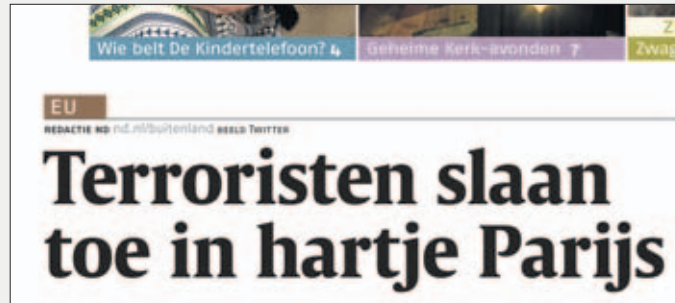 Wie belt De Kindertelefoon? 4
Geheime Kerk-avonden 7
Zwag
EU
REDACTIE ND nd.nl/buitenland BEELD TWITTER
Terroristen slaan
toe in hartje Parijs